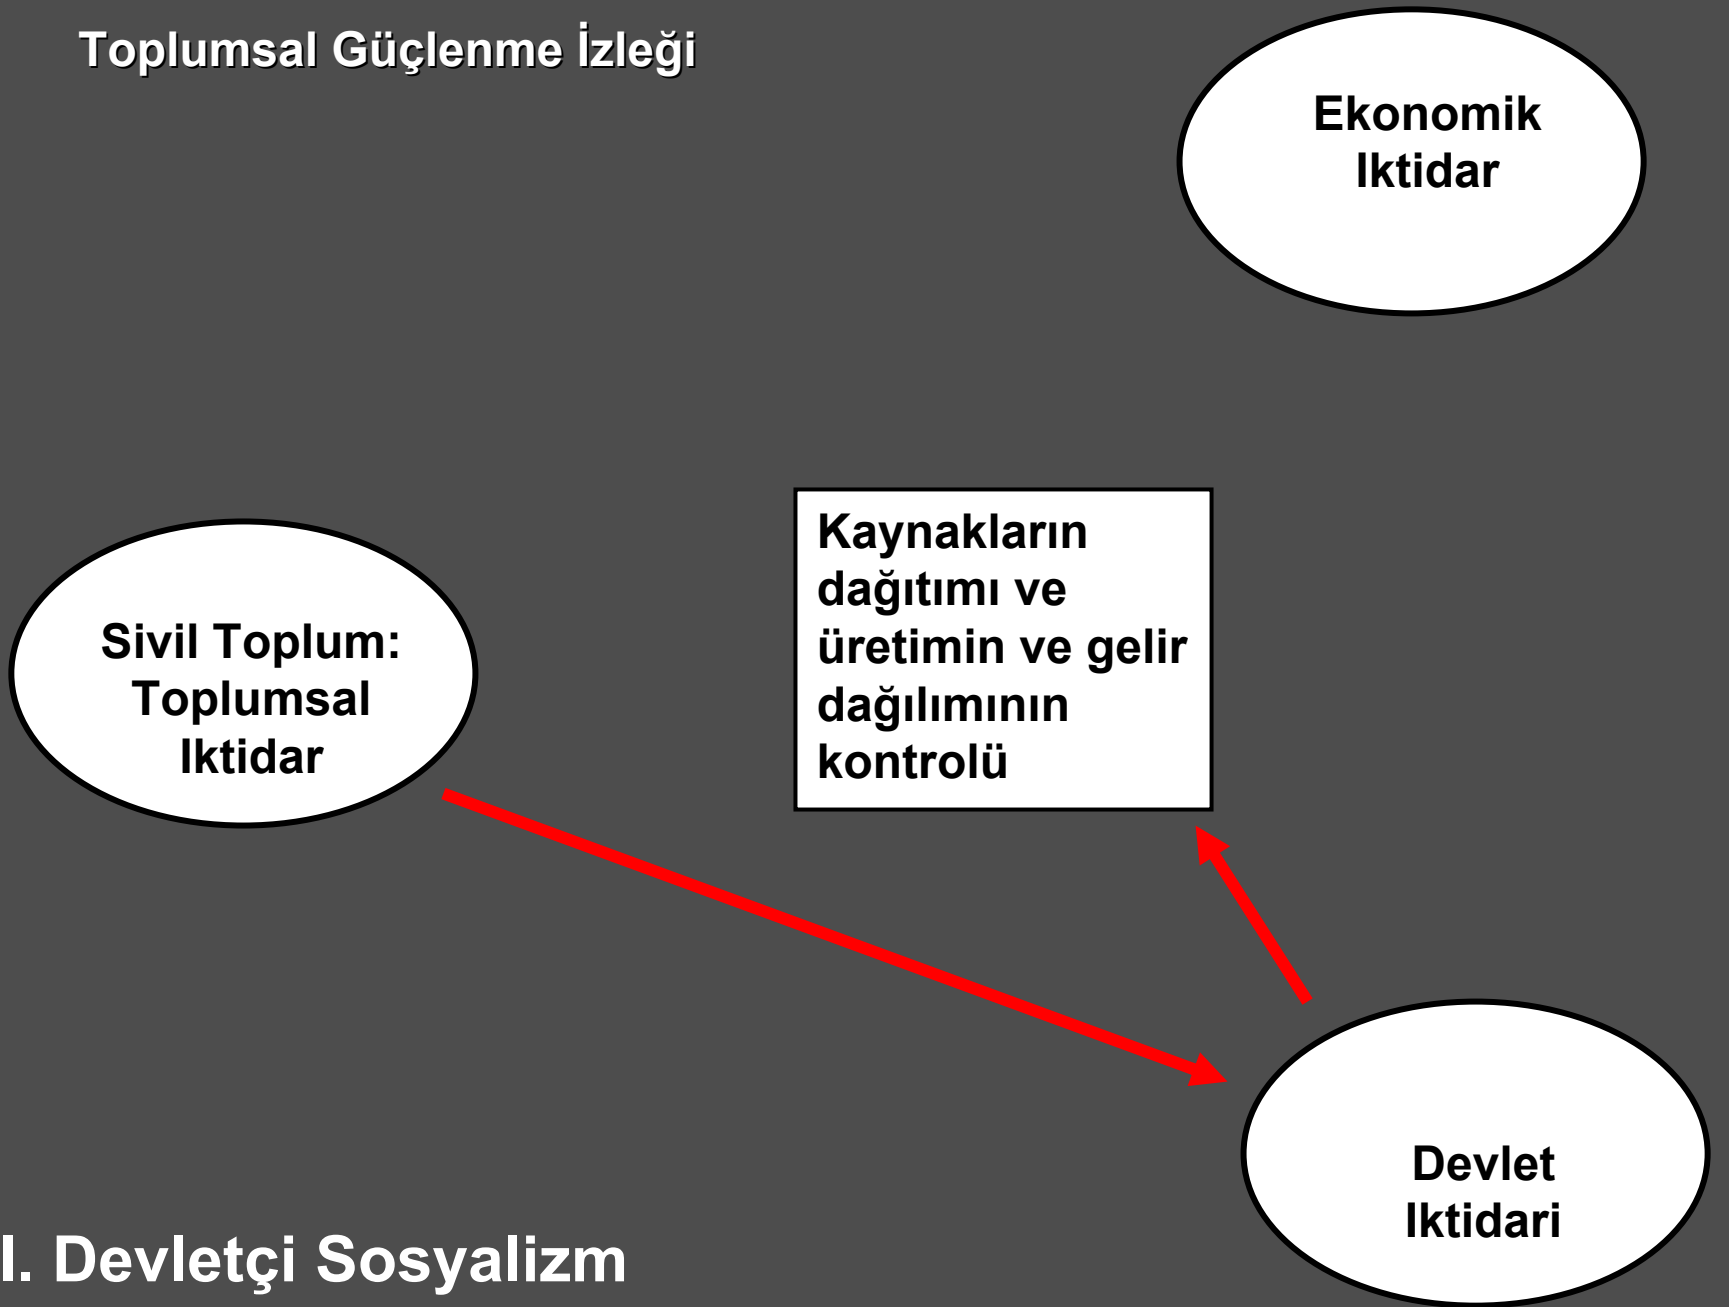 Toplumsal Güçlenme İzleği
Ekonomik
Iktidar
Kaynakların
dağıtımı ve
üretimin ve gelir
dağılımının
kontrolü
Sivil Toplum:
Toplumsal
Iktidar
Devlet
Iktidari
I. Devletçi Sosyalizm